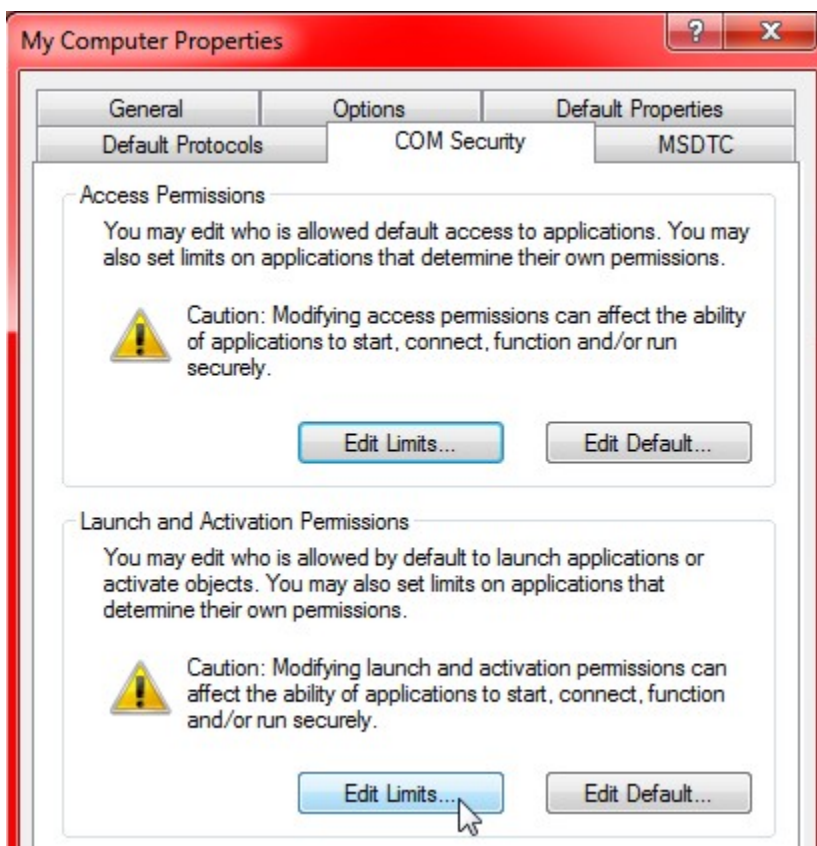 My Computer Properties
?
X
General Options Default Properties
Default Protocols COM Security MSDTC
Access Permissions
You may edit who is allowed default access to applications. You may
also set limits on applications that determine their own permissions.
Caution: Modifying access permissions can affect the ability
of applications to start, connect, function and/or run
securely.
Edit Limits... Edit Default...
Launch and Activation Permissions
You may edit who is allowed by default to launch applications or
activate objects. You may also set limits on applications that
determine their own permissions.
Caution: Modifying launch and activation permissions can
affect the ability of applications to start, connect, function
and/or run securely.
Edit Limits... Edit Default...